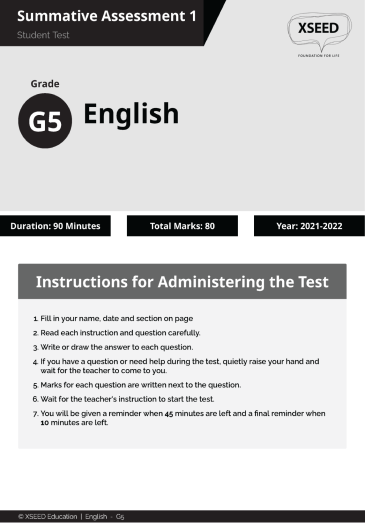 Summative Assessment 1
Student Test
XSEED
FOUNDATION FOR LIFE
Grade
G5
English
Duration: 90 Minutes
Total Marks: 80
Year: 2021-2022
Instructions for Administering the Test
1. Fill in your name, date and section on page
2. Read each instruction and question carefully.
3. Write or draw the answer to each question.
4. If you have a question or need help during the test, quietly raise your hand and
wait for the teacher to come to you.
5. Marks for each question are written next to the question.
6. Wait for the teacher's instruction to start the test.
7. You will be given a reminder when 45 minutes are left and a final reminder when
10 minutes are left.
© XSEED Education | English - G5